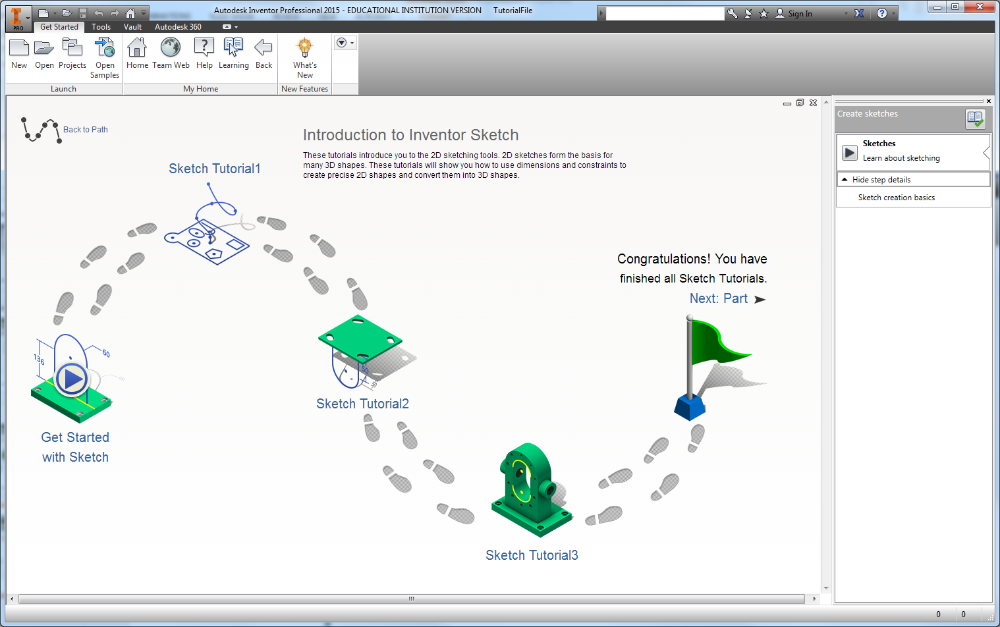 Autodesk Inventor Professional 2015 - EDUCATIONAL INSTITUTION VERSION TutorialFile
Sign In
PRO
Get Started Tools Vault Autodesk 360
New Open Projects Open Samples Home Team Web Help Learning Back What's New
Launch My Home New Features
Back to Path
Introduction to Inventor Sketch
These tutorials introduce you to the 2D sketching tools. 2D sketches form the basis for
many 3D shapes. These tutorials will show you how to use dimensions and constraints to
create precise 2D shapes and convert them into 3D shapes.
Sketch Tutorial1
Congratulations! You have
finished all Sketch Tutorials.
Next: Part
136
60
50
Sketch Tutorial2
Get Started
with Sketch
Sketch Tutorial3
Create sketches
Sketches
Learn about sketching
Hide step details
Sketch creation basics
0 0